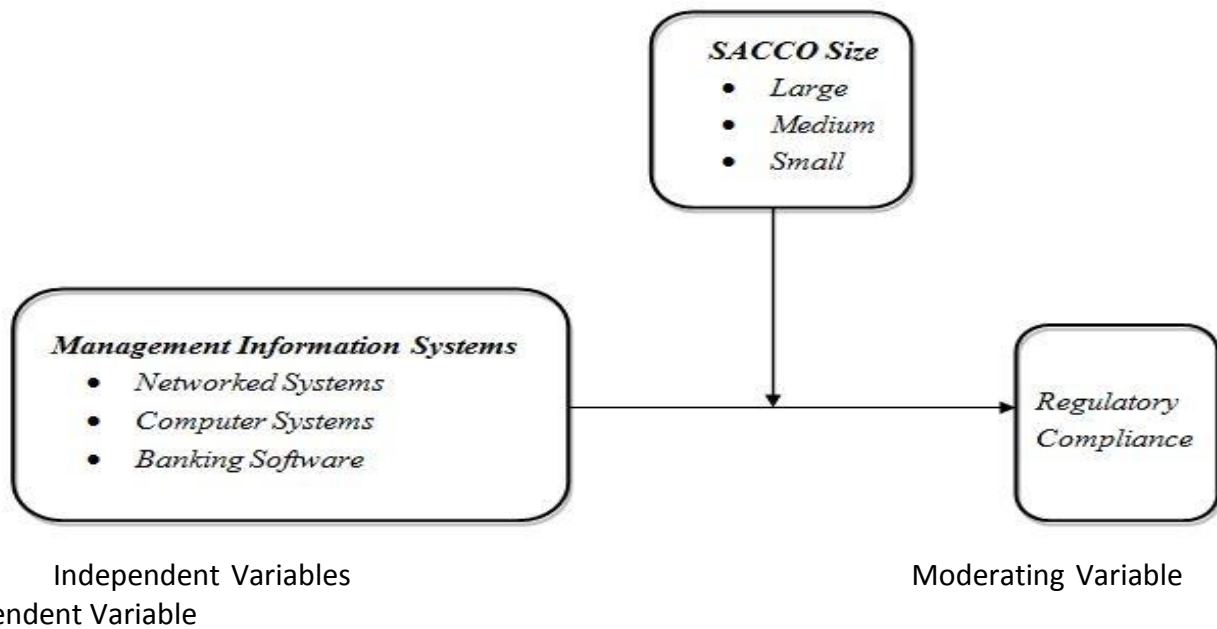 SACCO Size
• Large
• Medium
• Small
Management Information Systems
• Networked Systems
• Computer Systems
• Banking Software
Regulatory
Compliance
Independent Variables Moderating Variable
endent Variable